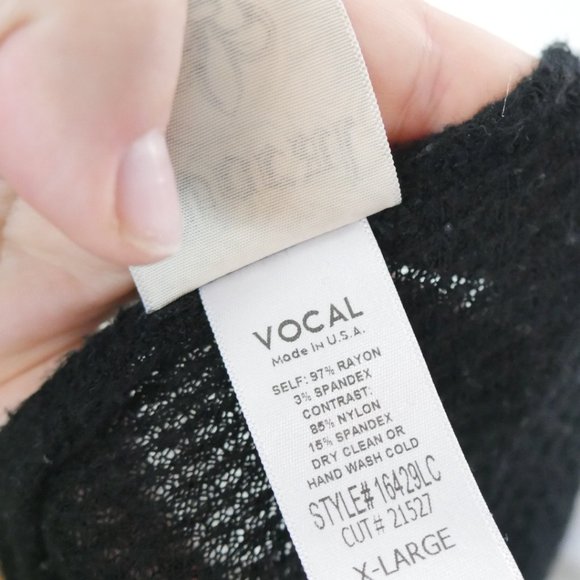 VOCAL
Made in U.S.A.
SELF: 97% RAYON
3% SPANDEX
CONTRAST:
85% NYLON
15% SPANDEX
DRY CLEAN OR
HAND WASH COLD
STYLE# 16429LC
CUT# 21527
X-LARGE